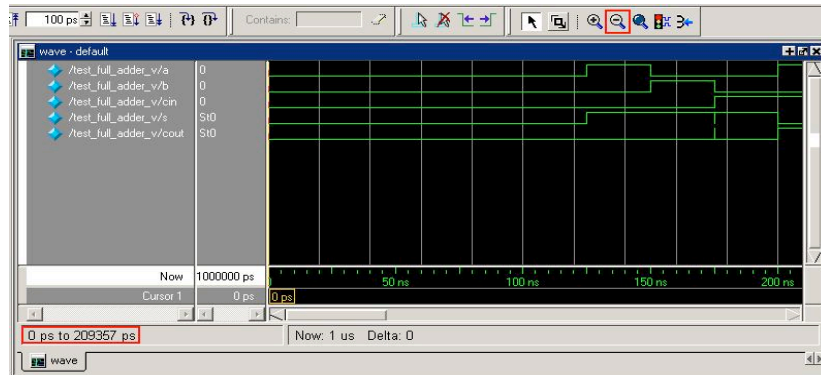 100 ps
Contains:
wave - default
/test_full_adder_v/a 0
/test_full_adder_v/b 0
/test_full_adder_v/cin 0
/test_full_adder_v/s St0
/test_full_adder_v/cout St0
Now 1000000 ps 50 ns 100 ns 150 ns 200 ns
Cursor 1 0 ps 0 ps
0 ps to 209357 ps Now: 1 us Delta: 0
wave